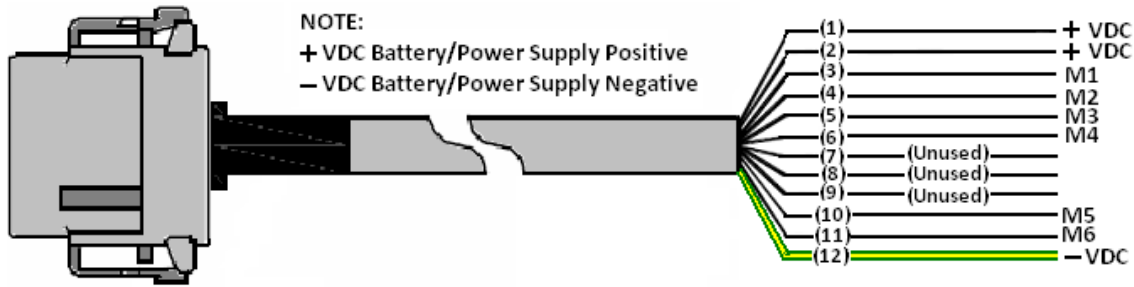 NOTE:
+ VDC Battery/Power Supply Positive
– VDC Battery/Power Supply Negative
(1) + VDC
(2) + VDC
(3) M1
(4) M2
(5) M3
(6) M4
(7) (Unused)
(8) (Unused)
(9) (Unused)
(10) M5
(11) M6
(12) – VDC